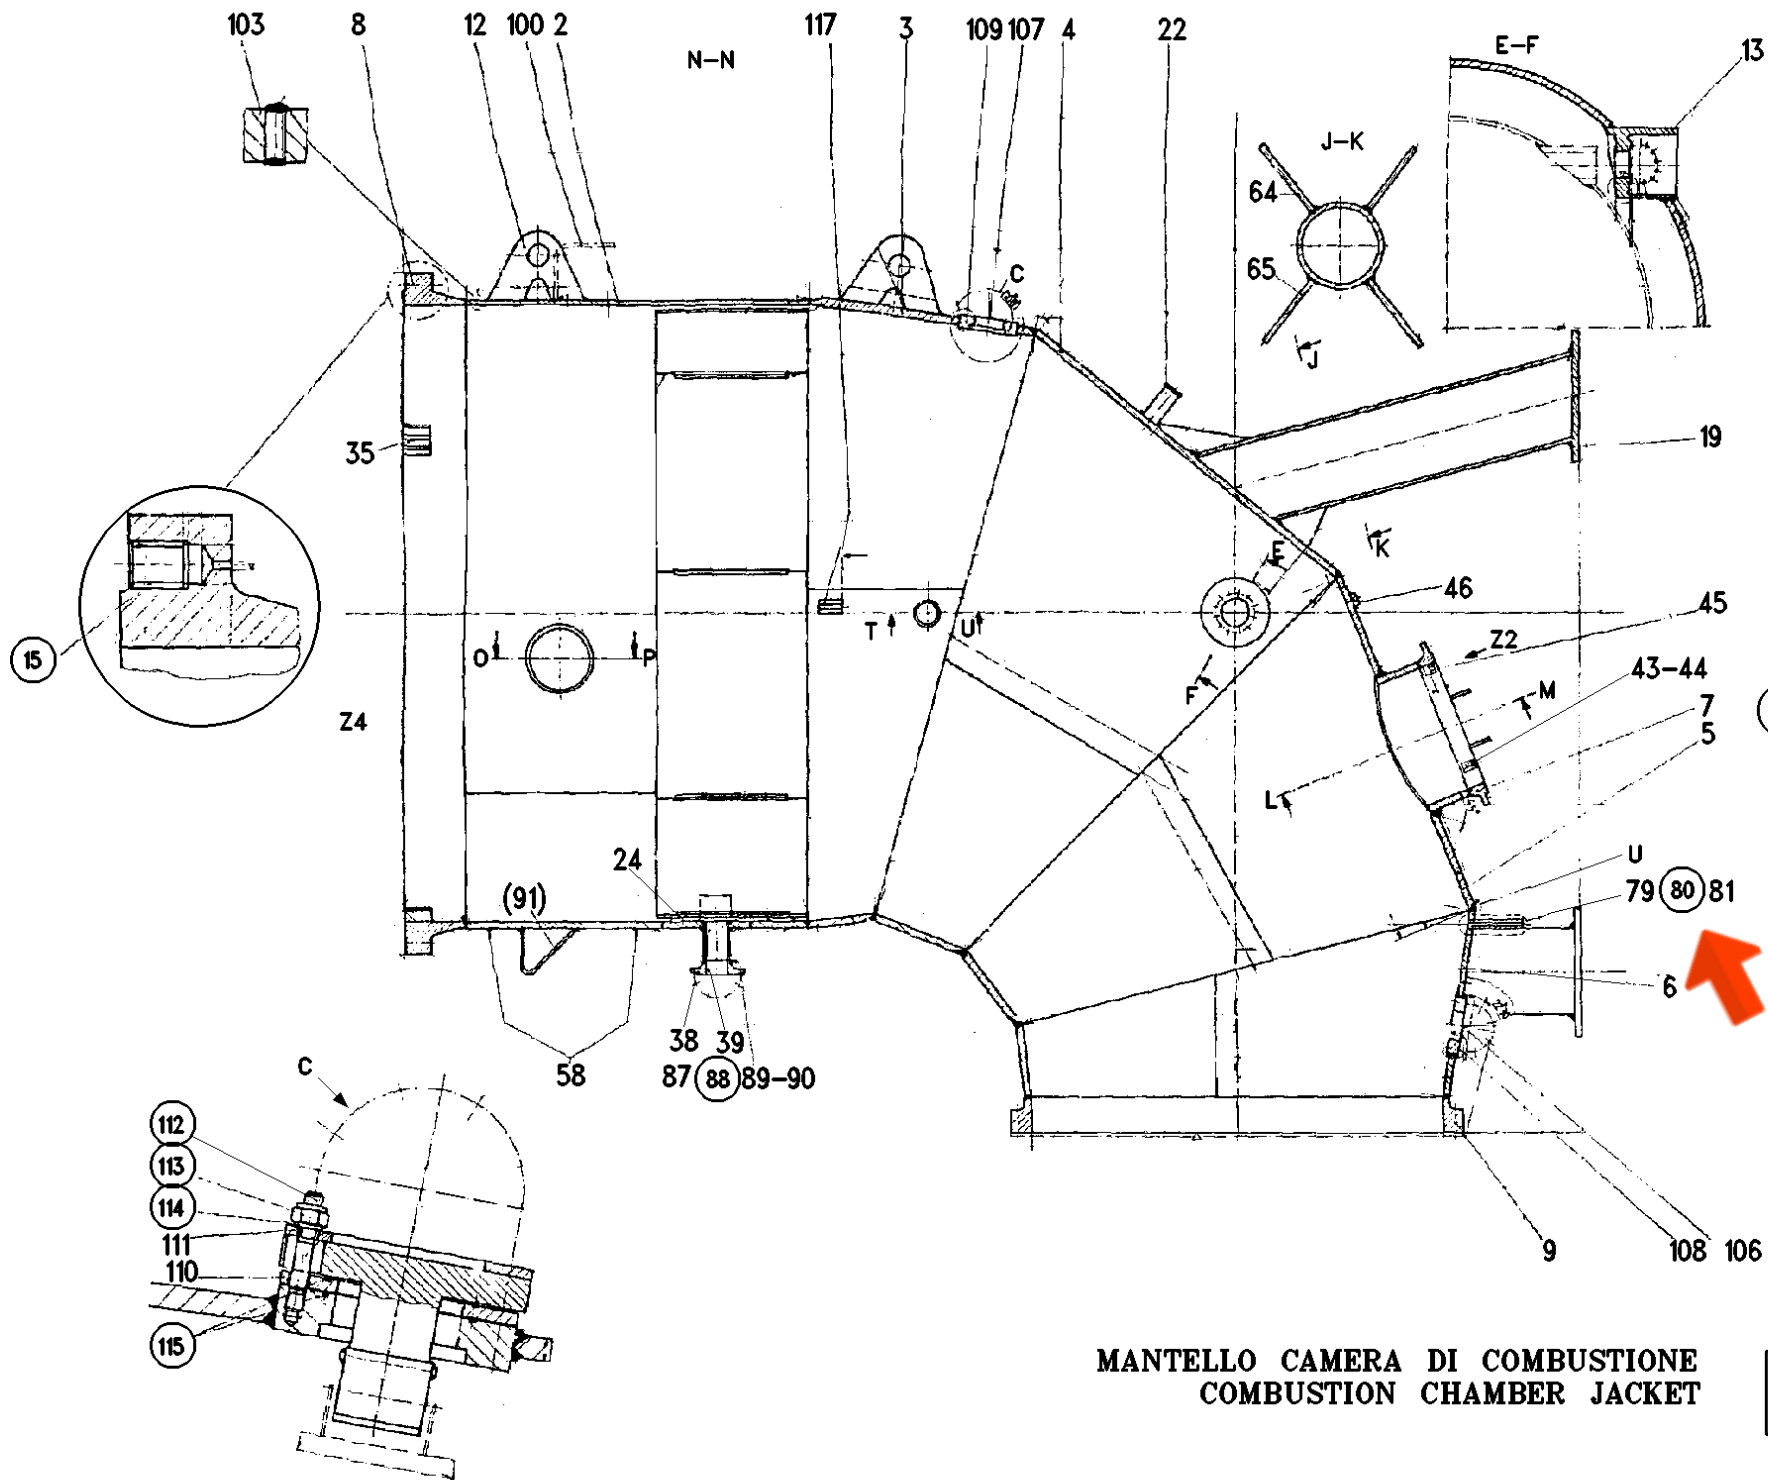 103 8 12 100 2 117 3 109 107 4 22
N-N E-F 13
J-K
64
C
65
J
35
19
K
E
46
45
15
T U
O P
Z2
43-44
F M
Z4
7
5
L
24 U
(91) 79 80 81
6
38 39
58 87 88 89-90
C
112
113
114
111 9 108 106
110
115
MANTELLO CAMERA DI COMBUSTIONE
COMBUSTION CHAMBER JACKET